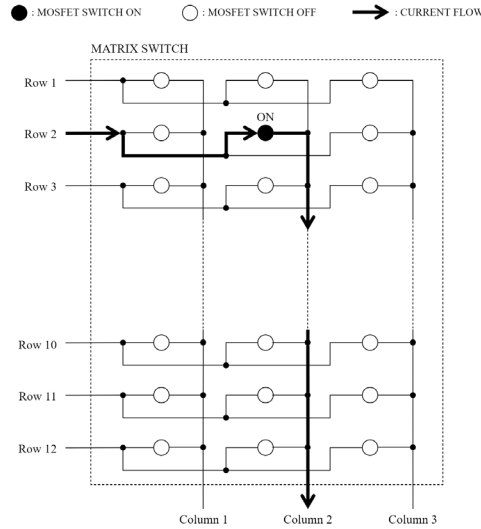 : MOSFET SWITCH ON : MOSFET SWITCH OFF : CURRENT FLOW
MATRIX SWITCH
Row 1
ON
Row 2
Row 3
Row 10
Row 11
Row 12
Column 1 Column 2 Column 3